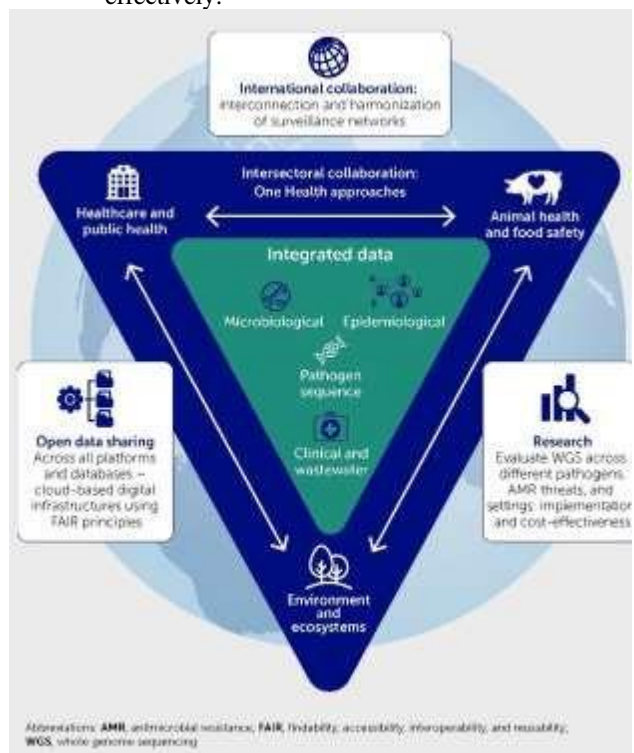 effectively.
International collaboration:
interconnection and harmonization
of surveillance networks
Intersectoral collaboration:
One Health approaches
Healthcare and
public health
Animal health
and food safety
Integrated data
Microbiological
Epidemiological
Pathogen
sequence
Clinical and
wastewater
Open data sharing
Across all platforms
and databases –
cloud-based digital
infrastructures using
FAIR principles
Research
Evaluate WGS across
different pathogens,
AMR threats, and
settings: implementation
and cost-effectiveness
Environment
and
ecosystems
Abbreviations: AMR, antimicrobial resistance; FAIR, findability, accessibility, interoperability, and reusability;
WGS, whole genome sequencing